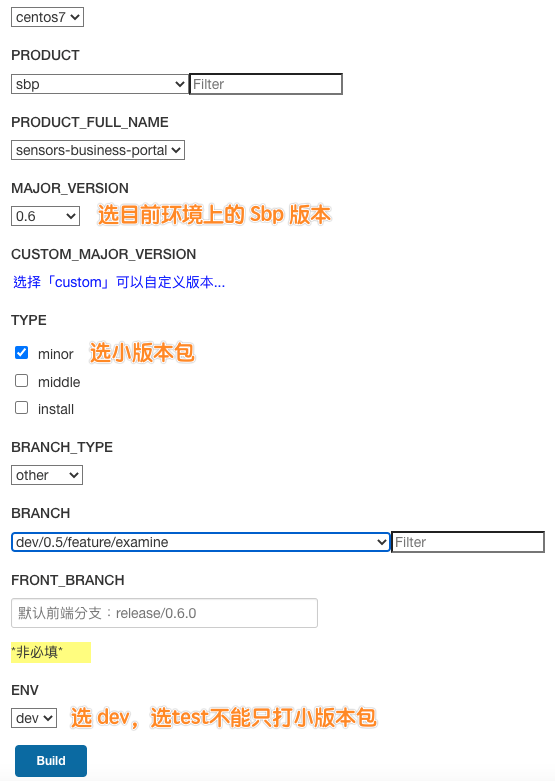 centos7
PRODUCT
sbp Filter
PRODUCT_FULL_NAME
sensors-business-portal
MAJOR_VERSION
0.6 选目前环境上的 Sbp 版本
CUSTOM_MAJOR_VERSION
选择「custom」可以自定义版本...
TYPE
minor 选小版本包
middle
install
BRANCH_TYPE
other
BRANCH
dev/0.5/feature/examine Filter
FRONT_BRANCH
默认前端分支：release/0.6.0
*非必填*
ENV
dev 选 dev，选test不能只打小版本包
Build